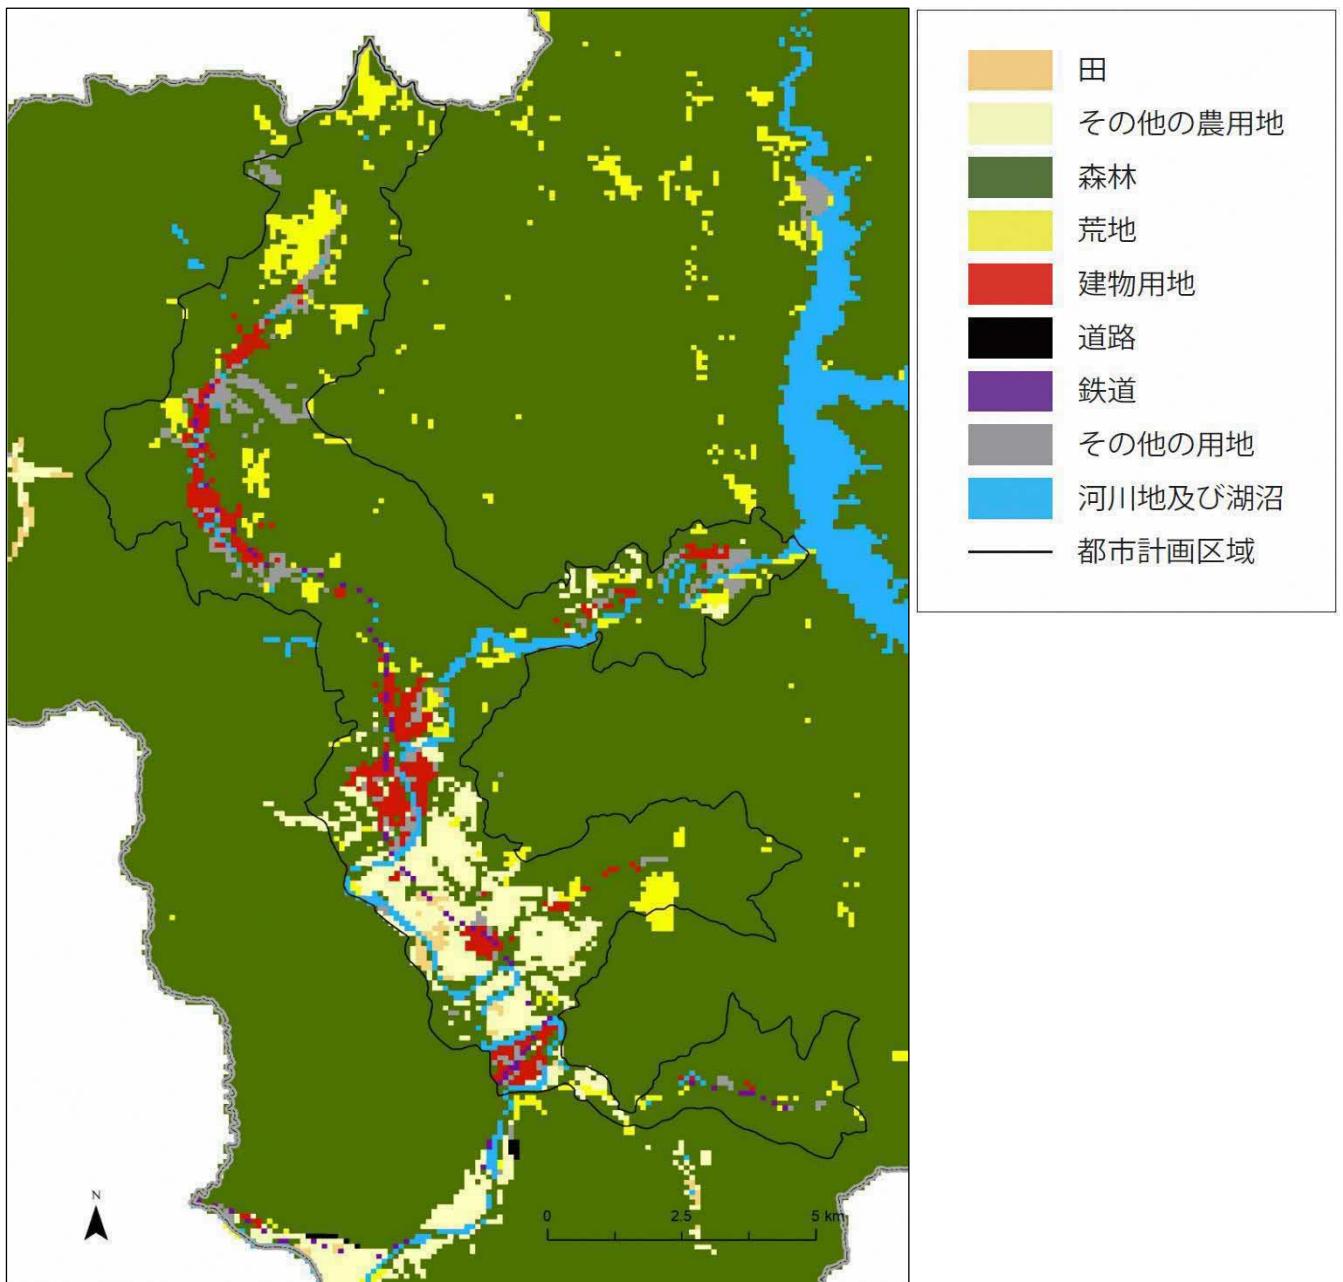 田
その他の農用地
森林
荒地
建物用地
道路
鉄道
その他の用地
河川地及び湖沼
都市計画区域
N
0 2.5 5 km